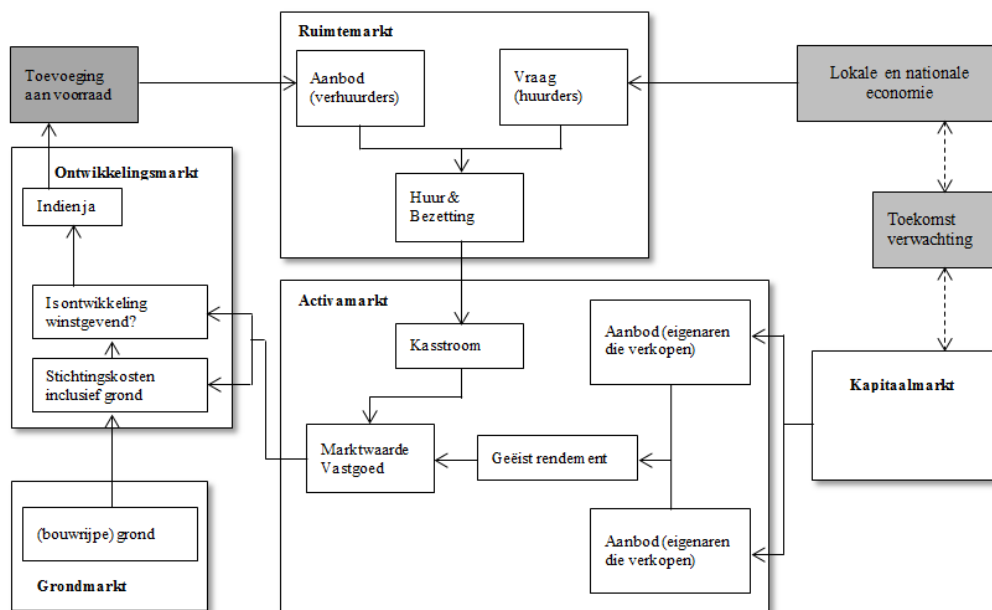 Ruimtemarkt
Toevoeging
aan voorraad
Aanbod
(verhuurders)
Vraag
(huurders)
Lokale en nationale
economie
Ontwikkelingsmarkt
Indien ja
Huur &
Bezetting
Toekomst
verwachting
Is ontwikkeling
winstgevend?
Stichtingskosten
inclusief grond
Activamarkt
Kasstroom
Aanbod (eigenaren
die verkopen)
Kapitaalmarkt
Marktwaarde
Vastgoed
Geëist rendement
Aanbod (eigenaren
die verkopen)
(bouwrijpe) grond
Grondmarkt